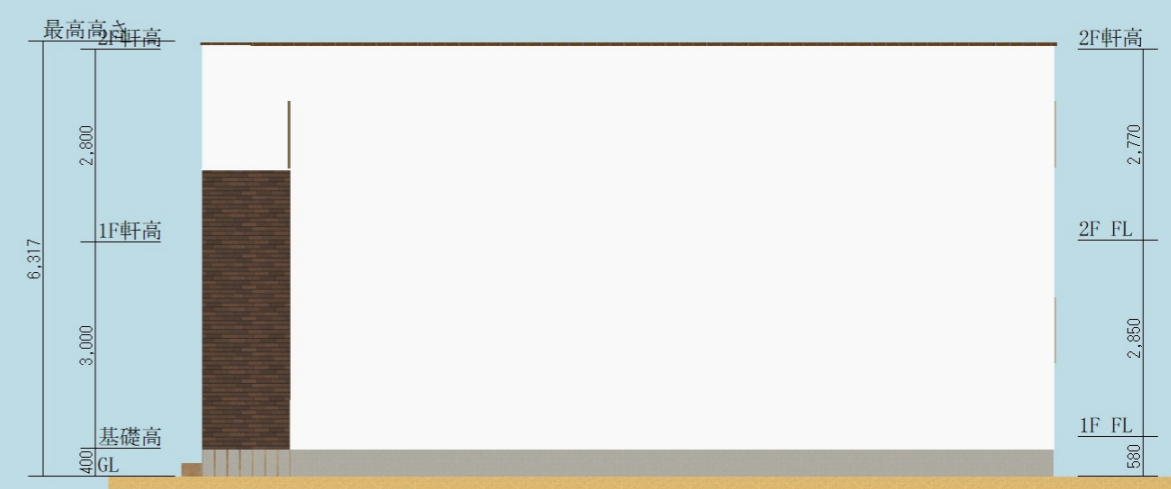 最高高さ
2F軒高
2,800
1F軒高
6,317
3,000
基礎高
400
GL
2F軒高
2,770
2F FL
2,850
1F FL
580